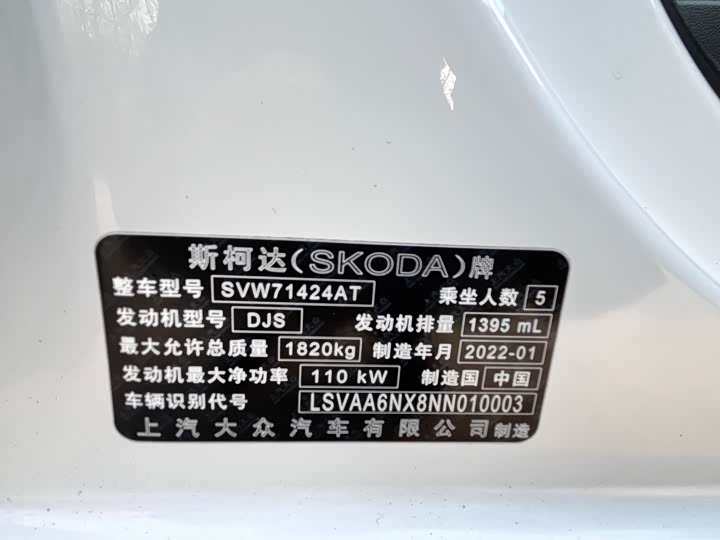 斯柯达(SKODA)牌
整车型号 SVW71424AT 乘坐人数 5
发动机型号 DJS 发动机排量 1395 mL
最大允许总质量 1820kg 制造年月 2022-01
发动机最大净功率 110 kW 制造国 中国
车辆识别代号 LSVAA6NX8NN010003
上汽大众汽车有限公司制造